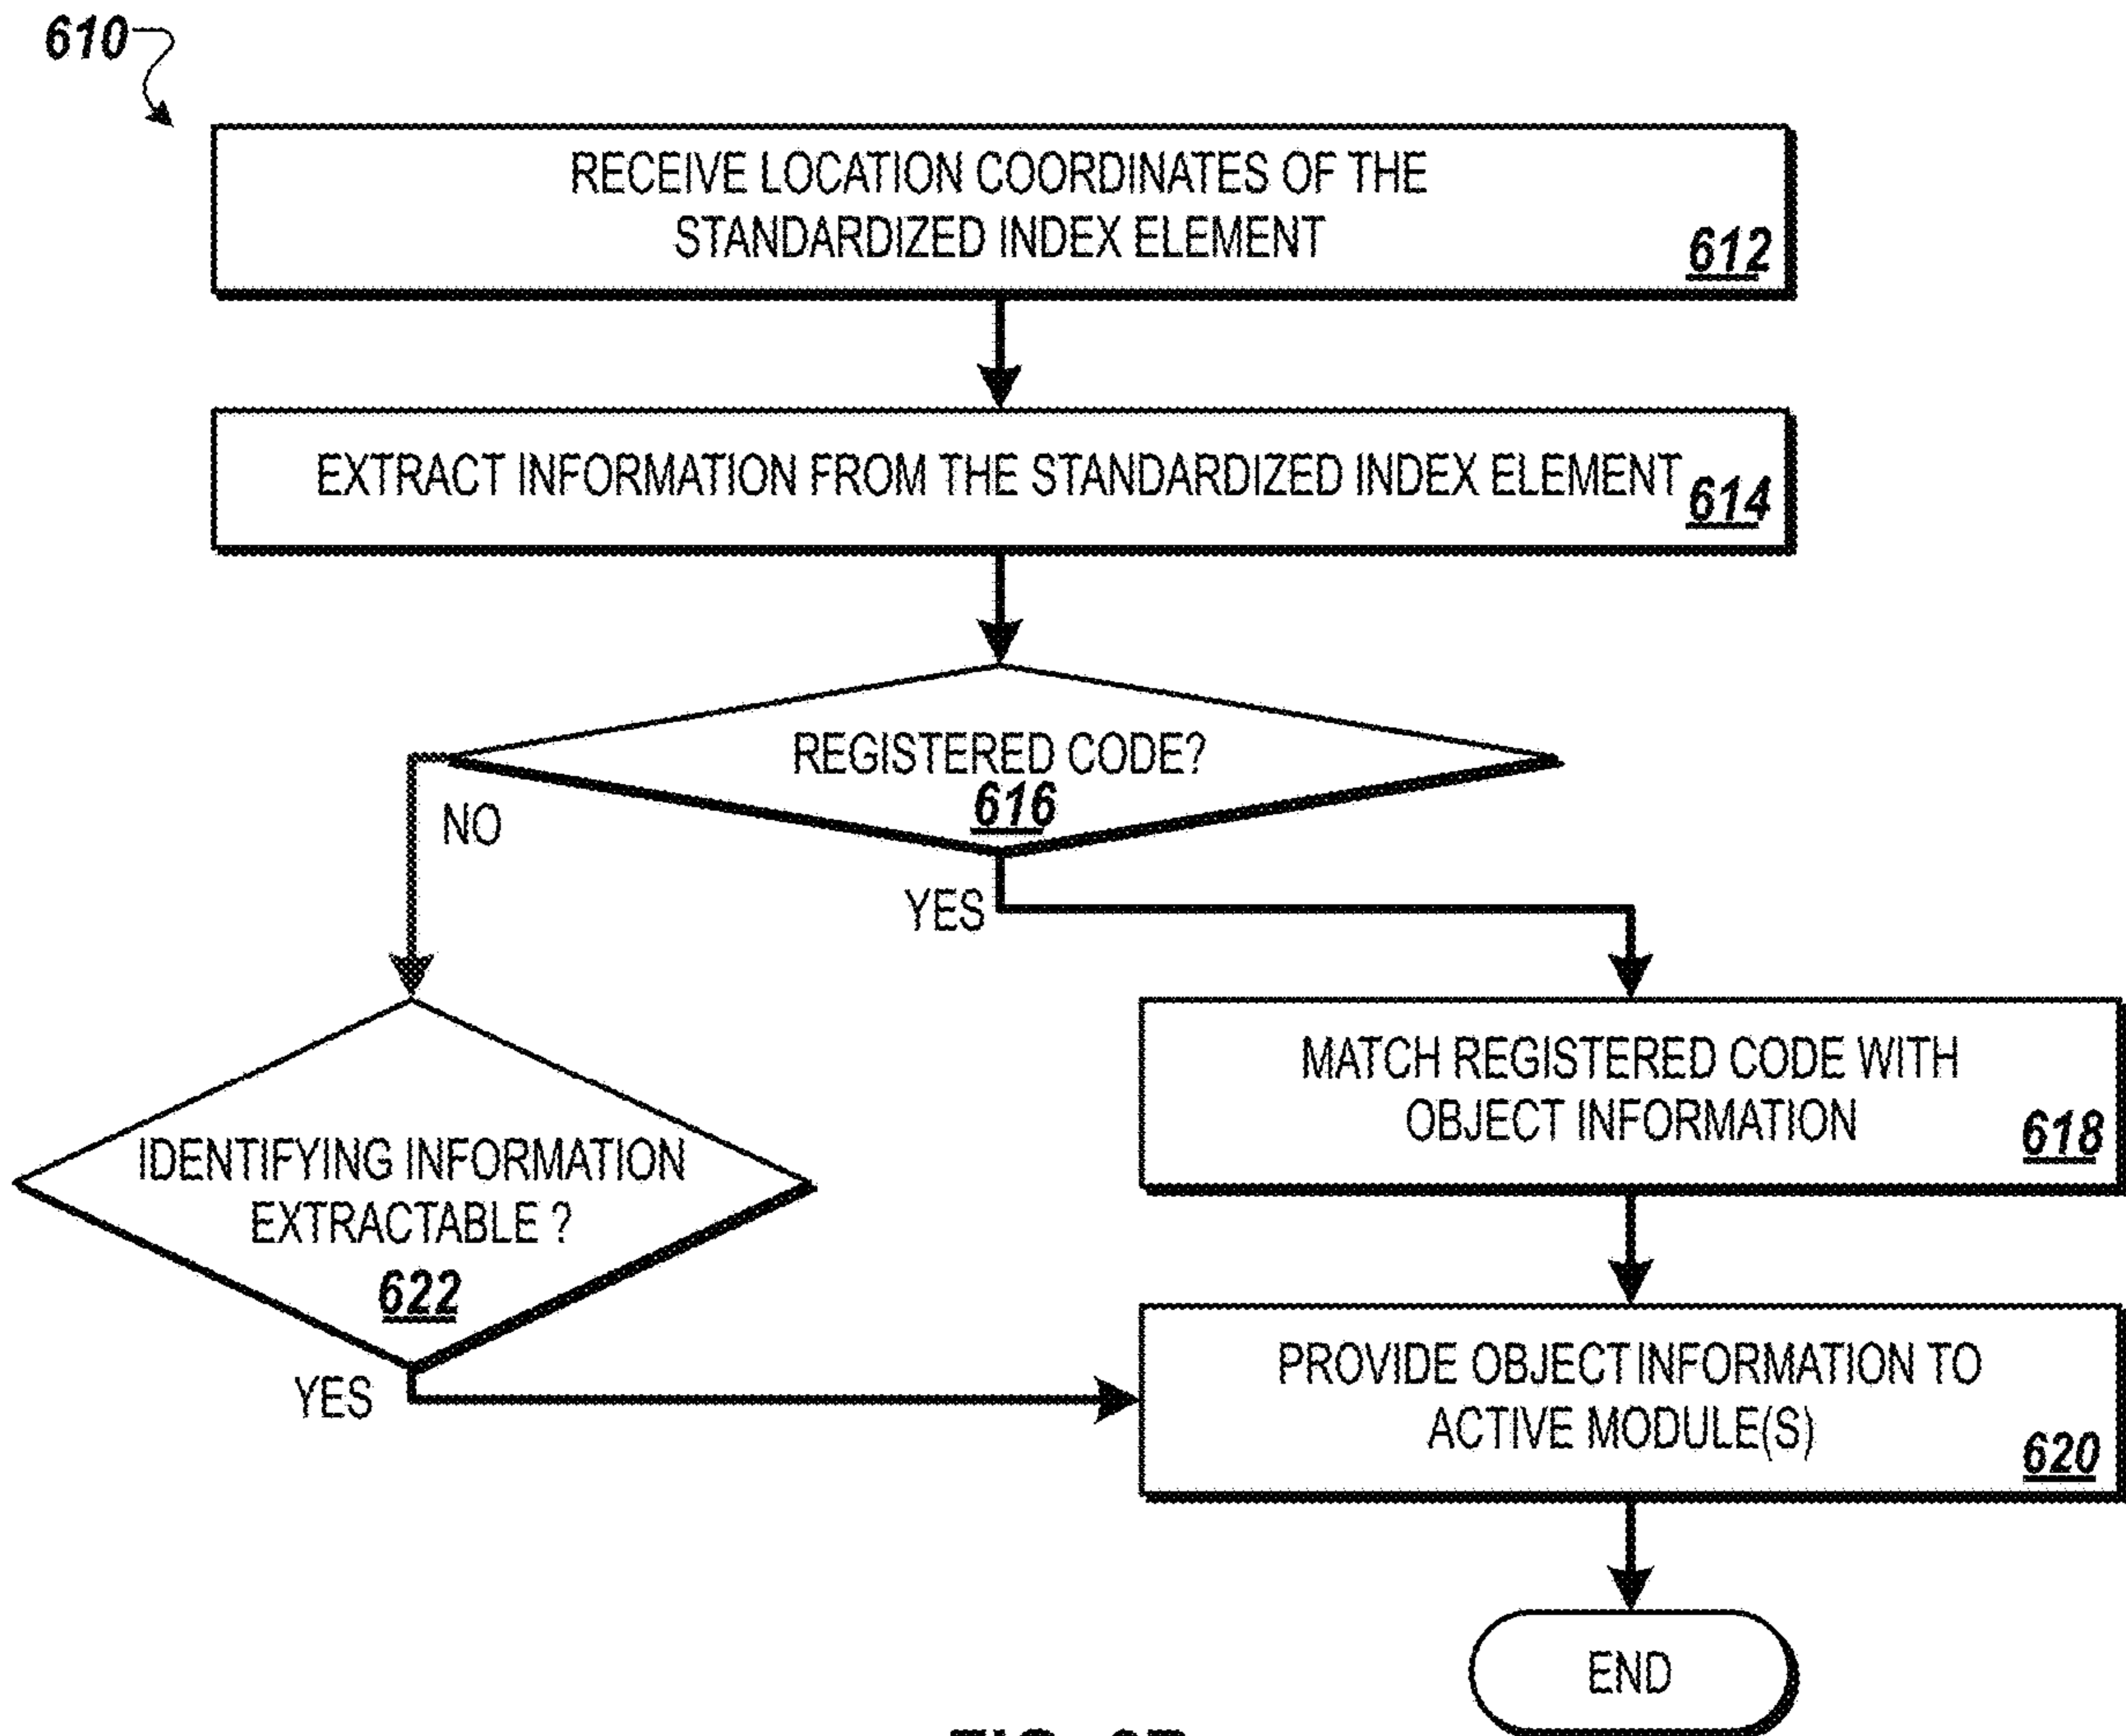 610
RECEIVE LOCATION COORDINATES OF THE
STANDARDIZED INDEX ELEMENT
612
EXTRACT INFORMATION FROM THE STANDARDIZED INDEX ELEMENT
614
REGISTERED CODE?
616
NO
YES
MATCH REGISTERED CODE WITH
OBJECT INFORMATION
618
IDENTIFYING INFORMATION
EXTRACTABLE ?
622
YES
PROVIDE OBJECT INFORMATION TO
ACTIVE MODULE(S)
620
END